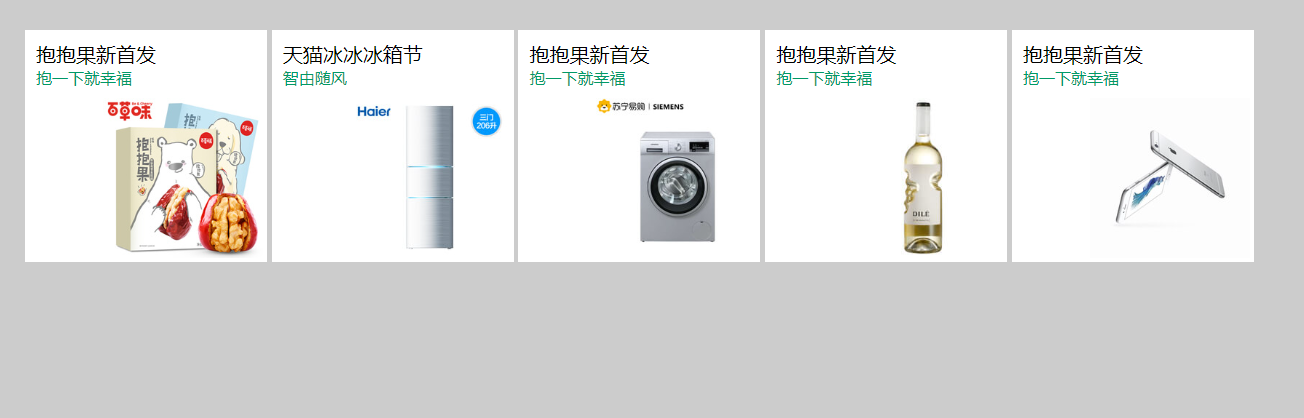 抱抱果新首发
抱一下就幸福
百草味
Be & Cheery
抱抱果
天猫冰冰冰箱节
智由随风
Haier
三门
206升
抱抱果新首发
抱一下就幸福
苏宁易购 | SIEMENS
抱抱果新首发
抱一下就幸福
DILÉ
抱抱果新首发
抱一下就幸福